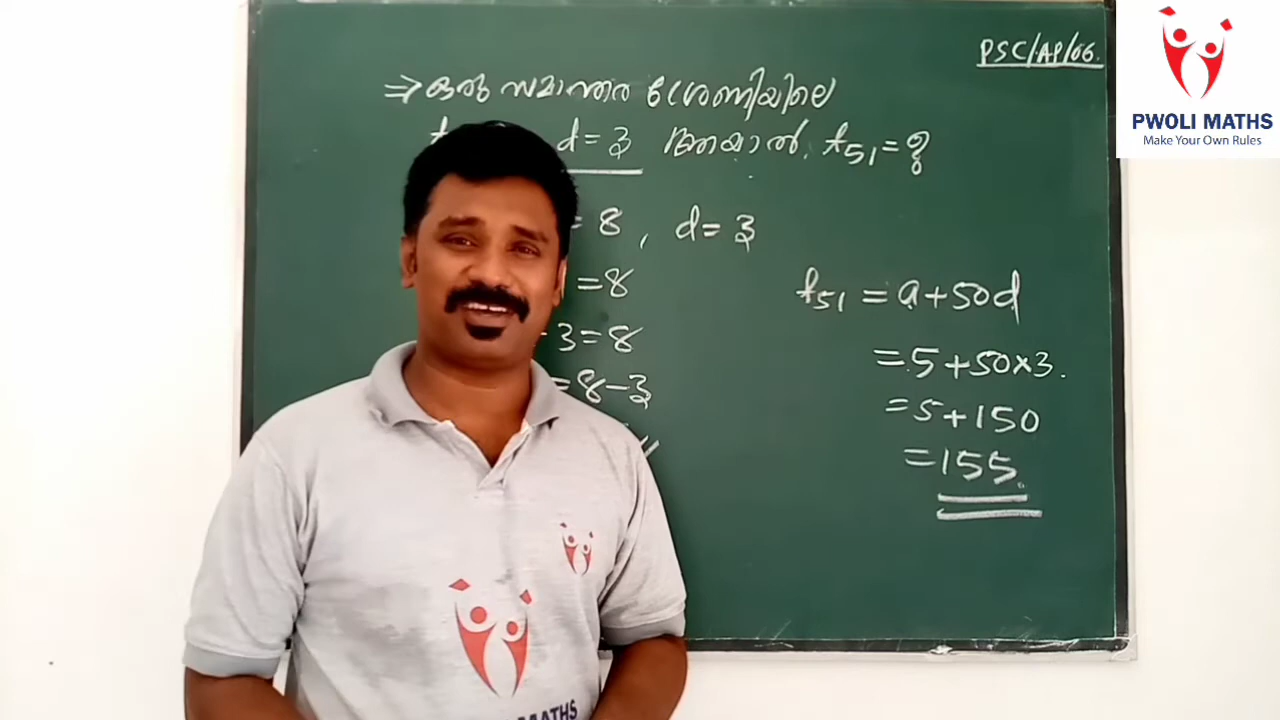 PSC/AP/06.
⇒ ഒരു സമാന്തര ശ്രേണിയിലെ
d = 3 ആയാൽ, t51 = ?
= 8, d = 3
= 8
3 = 8
= 8 - 3
t51 = a + 50d
= 5 + 50 × 3.
= 5 + 150
= 155
PWOLI MATHS
Make Your Own Rules
MATHS